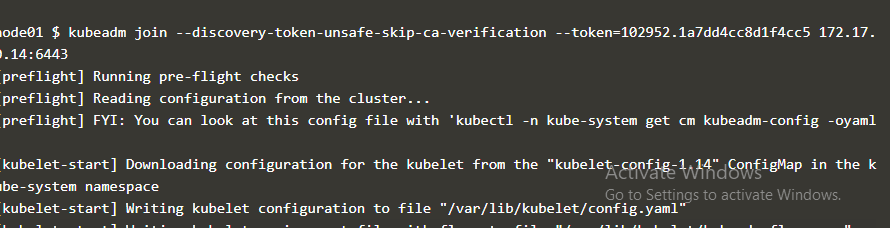 node01 $ kubeadm join --discovery-token-unsafe-skip-ca-verification --token=102952.1a7dd4cc8d1f4cc5 172.17.
0.14:6443
[preflight] Running pre-flight checks
[preflight] Reading configuration from the cluster...
[preflight] FYI: You can look at this config file with 'kubectl -n kube-system get cm kubeadm-config -oyaml
[kubelet-start] Downloading configuration for the kubelet from the "kubelet-config-1.14" ConfigMap in the k
ube-system namespace
Activate Windows
Go to Settings to activate Windows.
[kubelet-start] Writing kubelet configuration to file "/var/lib/kubelet/config.yaml"